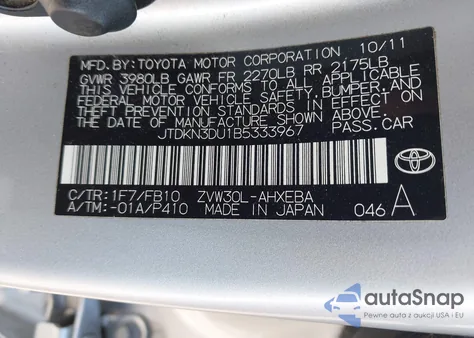 MFD. BY: TOYOTA MOTOR CORPORATION 10/11
GVWR 3980LB GAWR FR 2270LB RR 2175LB
THIS VEHICLE CONFORMS TO ALL APPLICABLE
FEDERAL MOTOR VEHICLE SAFETY, BUMPER, AND
THEFT PREVENTION STANDARDS IN EFFECT ON
THE DATE OF MANUFACTURE SHOWN ABOVE.
JTDKN3DU1B5333967 PASS.CAR
TOYOTA
C/TR: 1F7/FB10 ZVW30L-AHXEBA
A/TM: -01A/P410 MADE IN JAPAN 046 A
autoSnap
Pewne auta z aukcji USA i EU